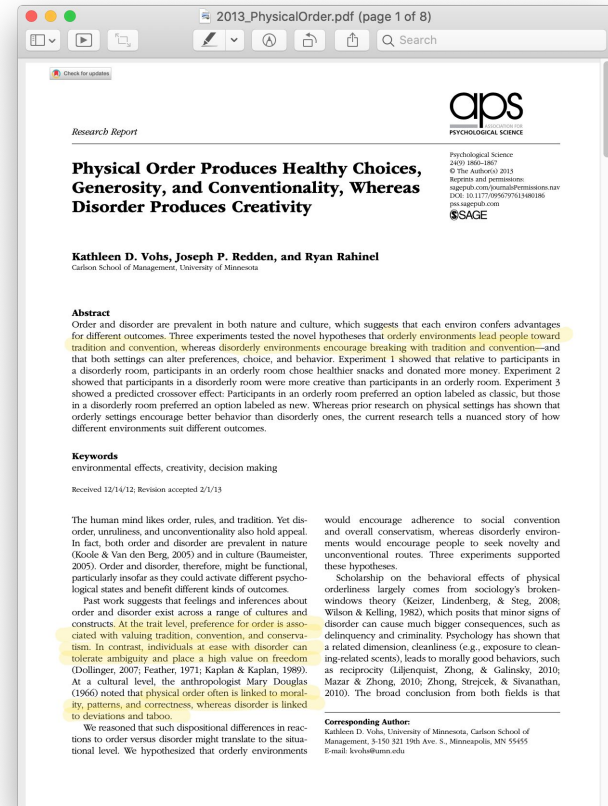 2013_PhysicalOrder.pdf (page 1 of 8)
Search
Check for updates
Research Report
aps
ASSOCIATION FOR
PSYCHOLOGICAL SCIENCE
Physical Order Produces Healthy Choices,
Generosity, and Conventionality, Whereas
Disorder Produces Creativity
Psychological Science
24(9) 1860–1867
© The Author(s) 2013
Reprints and permissions:
sagepub.com/journalsPermissions.nav
DOI: 10.1177/0956797613480186
pss.sagepub.com
SAGE
Kathleen D. Vohs, Joseph P. Redden, and Ryan Rahinel
Carlson School of Management, University of Minnesota
Abstract
Order and disorder are prevalent in both nature and culture, which suggests that each environ confers advantages
for different outcomes. Three experiments tested the novel hypotheses that orderly environments lead people toward
tradition and convention, whereas disorderly environments encourage breaking with tradition and convention—and
that both settings can alter preferences, choice, and behavior. Experiment 1 showed that relative to participants in
a disorderly room, participants in an orderly room chose healthier snacks and donated more money. Experiment 2
showed that participants in a disorderly room were more creative than participants in an orderly room. Experiment 3
showed a predicted crossover effect: Participants in an orderly room preferred an option labeled as classic, but those
in a disorderly room preferred an option labeled as new. Whereas prior research on physical settings has shown that
orderly settings encourage better behavior than disorderly ones, the current research tells a nuanced story of how
different environments suit different outcomes.
Keywords
environmental effects, creativity, decision making
Received 12/14/12; Revision accepted 2/1/13
The human mind likes order, rules, and tradition. Yet dis-
order, unruliness, and unconventionality also hold appeal.
In fact, both order and disorder are prevalent in nature
(Koole & Van den Berg, 2005) and in culture (Baumeister,
2005). Order and disorder, therefore, might be functional,
particularly insofar as they could activate different psycho-
logical states and benefit different kinds of outcomes.
Past work suggests that feelings and inferences about
order and disorder exist across a range of cultures and
constructs. At the trait level, preference for order is asso-
ciated with valuing tradition, convention, and conserva-
tism. In contrast, individuals at ease with disorder can
tolerate ambiguity and place a high value on freedom
(Dollinger, 2007; Feather, 1971; Kaplan & Kaplan, 1989).
At a cultural level, the anthropologist Mary Douglas
(1966) noted that physical order often is linked to moral-
ity, patterns, and correctness, whereas disorder is linked
to deviations and taboo.
We reasoned that such dispositional differences in reac-
tions to order versus disorder might translate to the situa-
tional level. We hypothesized that orderly environments
would encourage adherence to social convention
and overall conservatism, whereas disorderly environ-
ments would encourage people to seek novelty and
unconventional routes. Three experiments supported
these hypotheses.
Scholarship on the behavioral effects of physical
orderliness largely comes from sociology's broken-
windows theory (Keizer, Lindenberg, & Steg, 2008;
Wilson & Kelling, 1982), which posits that minor signs of
disorder can cause much bigger consequences, such as
delinquency and criminality. Psychology has shown that
a related dimension, cleanliness (e.g., exposure to clean-
ing-related scents), leads to morally good behaviors, such
as reciprocity (Liljenquist, Zhong, & Galinsky, 2010;
Mazar & Zhong, 2010; Zhong, Strejcek, & Sivanathan,
2010). The broad conclusion from both fields is that
Corresponding Author:
Kathleen D. Vohs, University of Minnesota, Carlson School of
Management, 3-150 321 19th Ave. S., Minneapolis, MN 55455
E-mail: kvohs@umn.edu